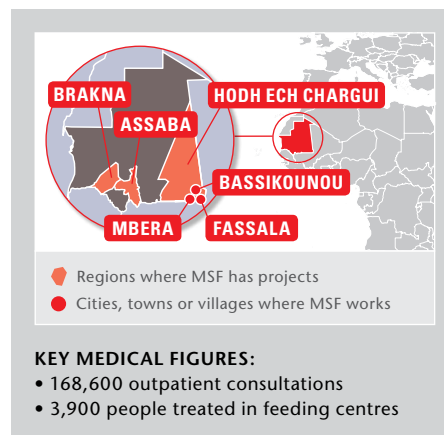 BRAKNA
HODH ECH CHARGUI
ASSABA
BASSIKOUNOU
MBERA
FASSALA
Regions where MSF has projects
Cities, towns or villages where MSF works
KEY MEDICAL FIGURES:
• 168,600 outpatient consultations
• 3,900 people treated in feeding centres